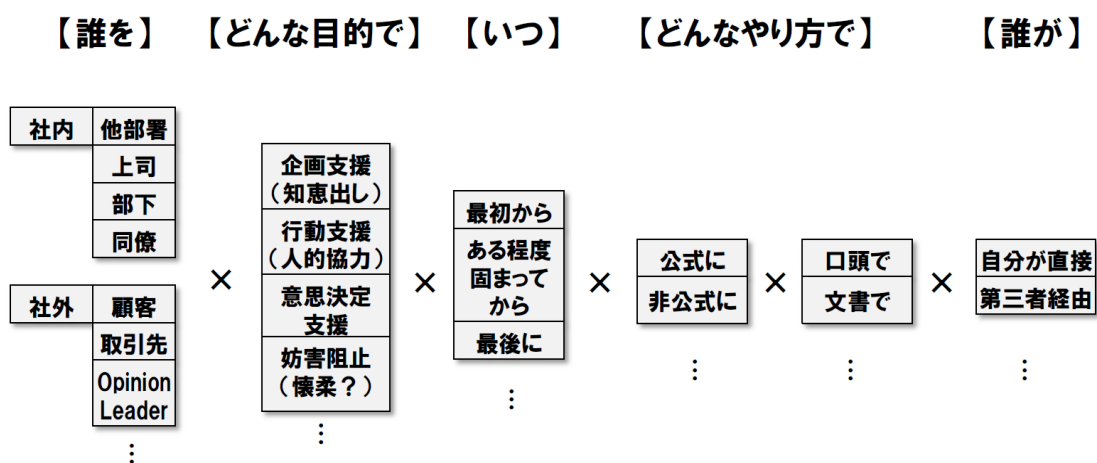 【誰を】 【どんな目的で】 【いつ】 【どんなやり方で】 【誰が】
社内 他部署
上司
部下
同僚
社外 顧客
取引先
Opinion
Leader
⋮
×
企画支援
(知恵出し)
行動支援
(人的協力)
意思決定
支援
妨害阻止
(懐柔?)
⋮
×
最初から
ある程度
固まって
から
最後に
⋮
×
公式に
非公式に
⋮
×
口頭で
文書で
⋮
×
自分が直接
第三者経由
⋮